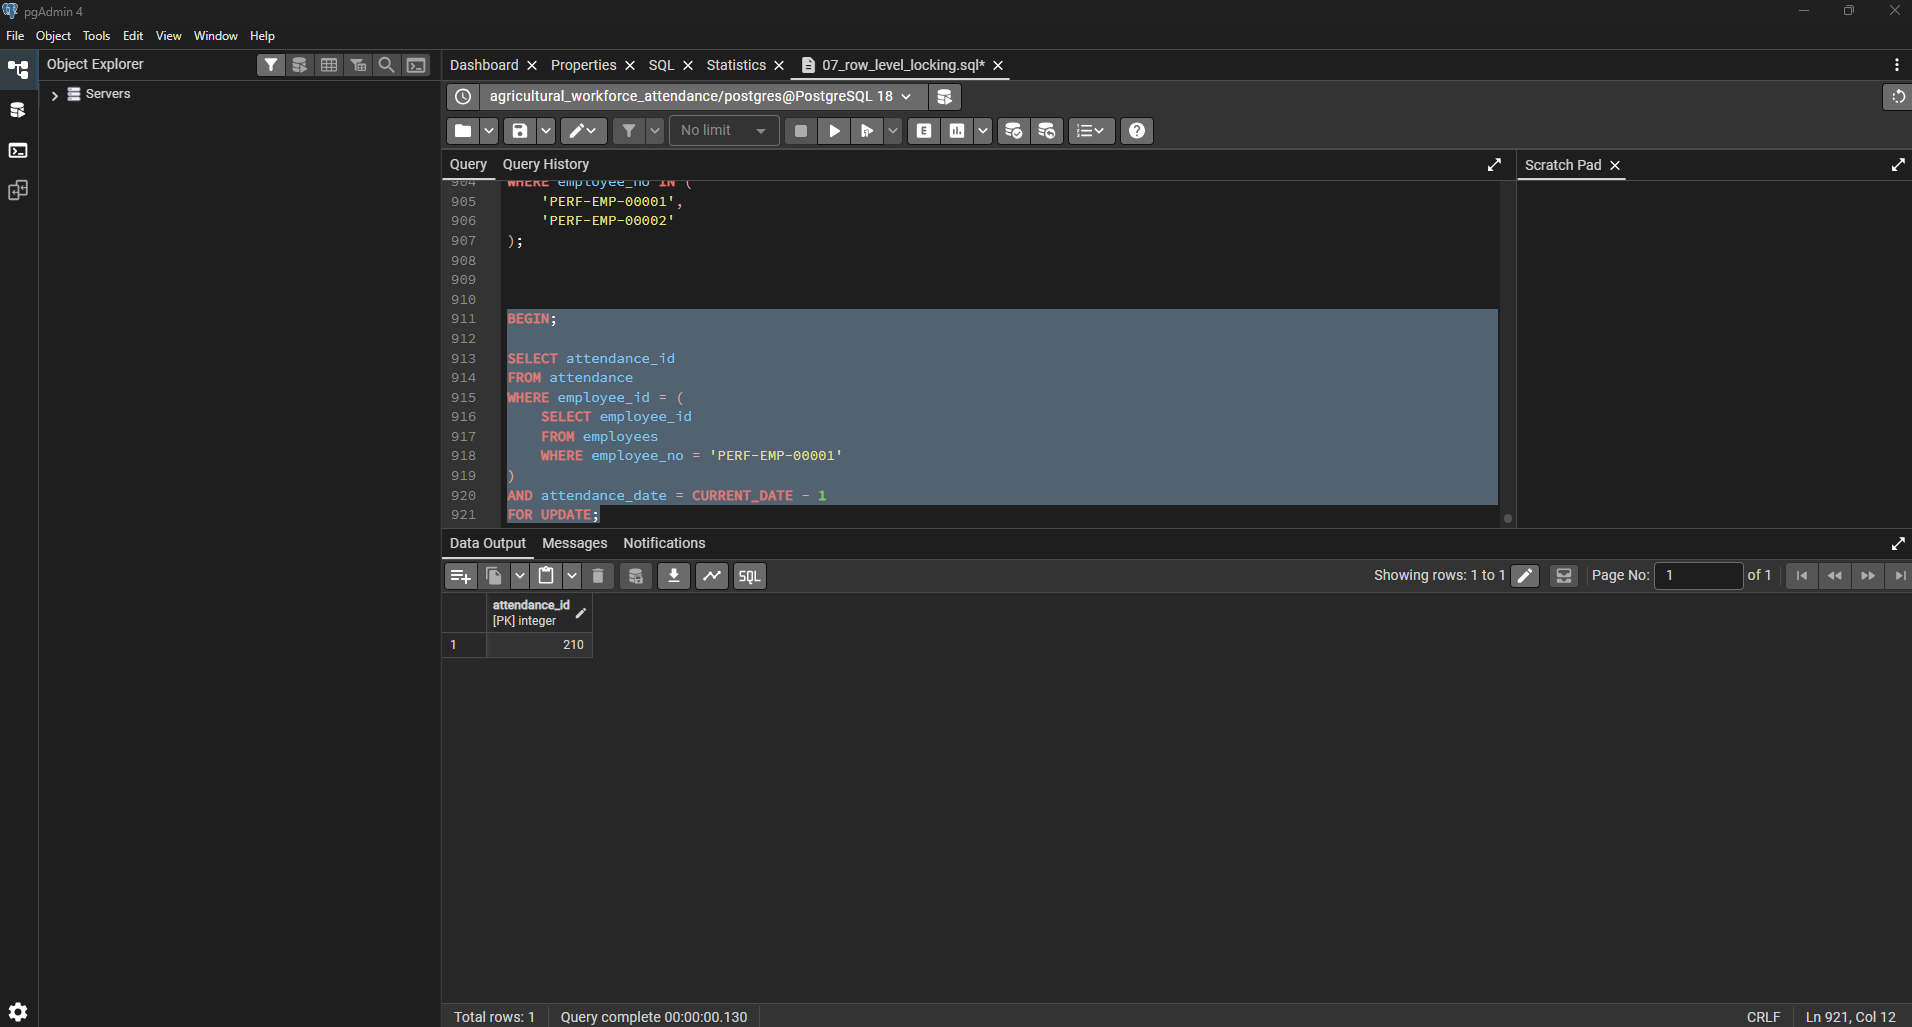 pgAdmin 4
File Object Tools Edit View Window Help
Object Explorer
Servers
Dashboard Properties SQL Statistics 07_row_level_locking.sql*
agricultural_workforce_attendance/postgres@PostgreSQL 18
No limit
E
Query Query History
Scratch Pad
904 WHERE employee_no IN (
905 'PERF-EMP-00001',
906 'PERF-EMP-00002'
907 );
908
909
910
911 BEGIN;
912
913 SELECT attendance_id
914 FROM attendance
915 WHERE employee_id = (
916 SELECT employee_id
917 FROM employees
918 WHERE employee_no = 'PERF-EMP-00001'
919 )
920 AND attendance_date = CURRENT_DATE - 1
921 FOR UPDATE;
Data Output Messages Notifications
SQL
Showing rows: 1 to 1 Page No: 1 of 1
attendance_id
[PK] integer
1 210
Total rows: 1 Query complete 00:00:00.130 CRLF Ln 921, Col 12